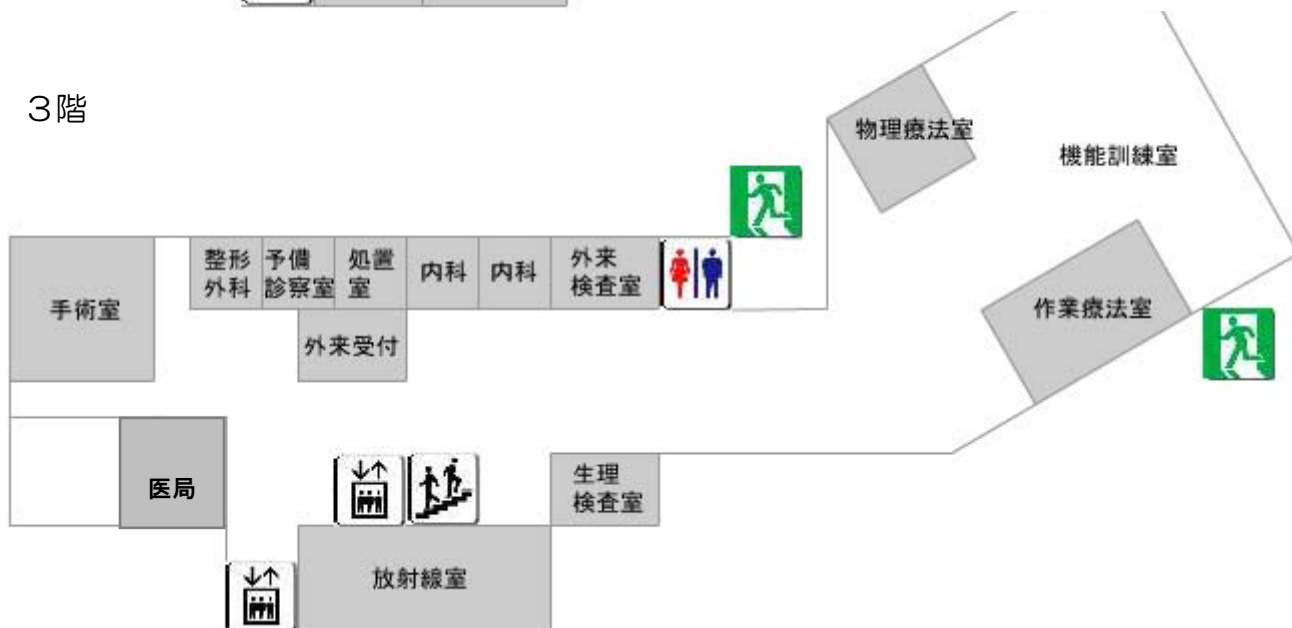 3階
物理療法室
機能訓練室
整形
外科
予備
診察室
処置
室
内科
内科
外来
検査室
手術室
作業療法室
外来受付
医局
生理
検査室
放射線室